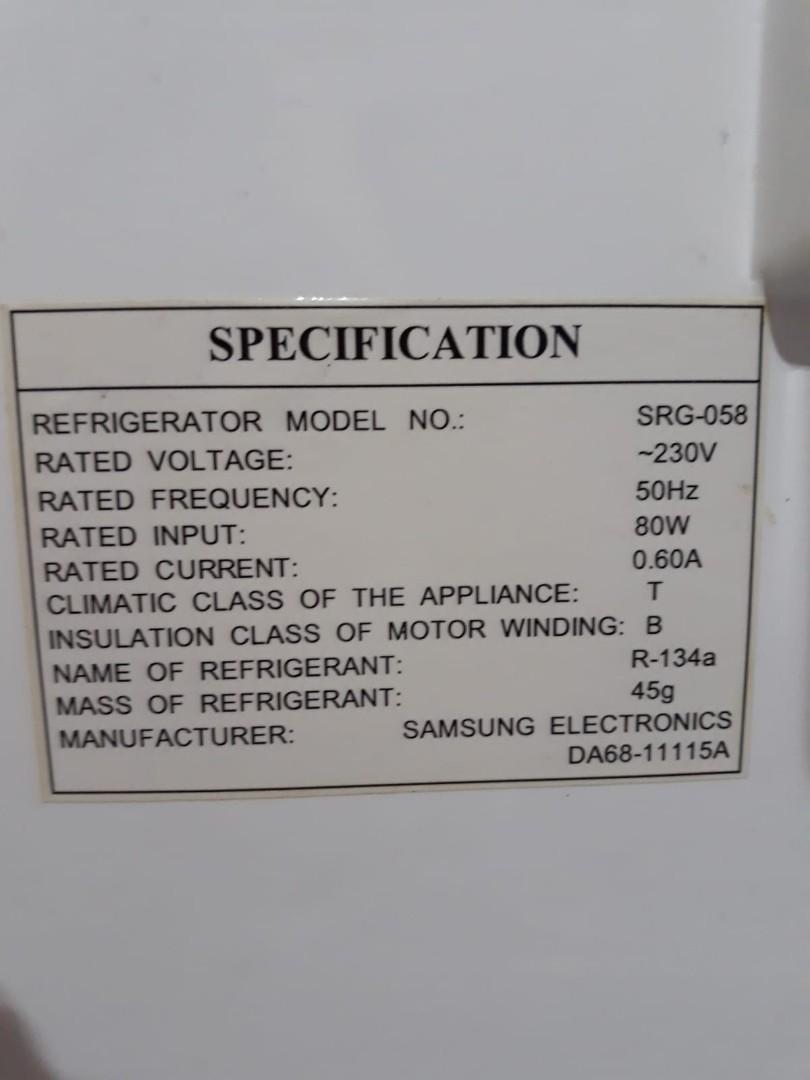 SPECIFICATION
REFRIGERATOR MODEL NO.: SRG-058
RATED VOLTAGE: ~230V
RATED FREQUENCY: 50Hz
RATED INPUT: 80W
RATED CURRENT: 0.60A
CLIMATIC CLASS OF THE APPLIANCE: T
INSULATION CLASS OF MOTOR WINDING: B
NAME OF REFRIGERANT: R-134a
MASS OF REFRIGERANT: 45g
MANUFACTURER: SAMSUNG ELECTRONICS
DA68-11115A